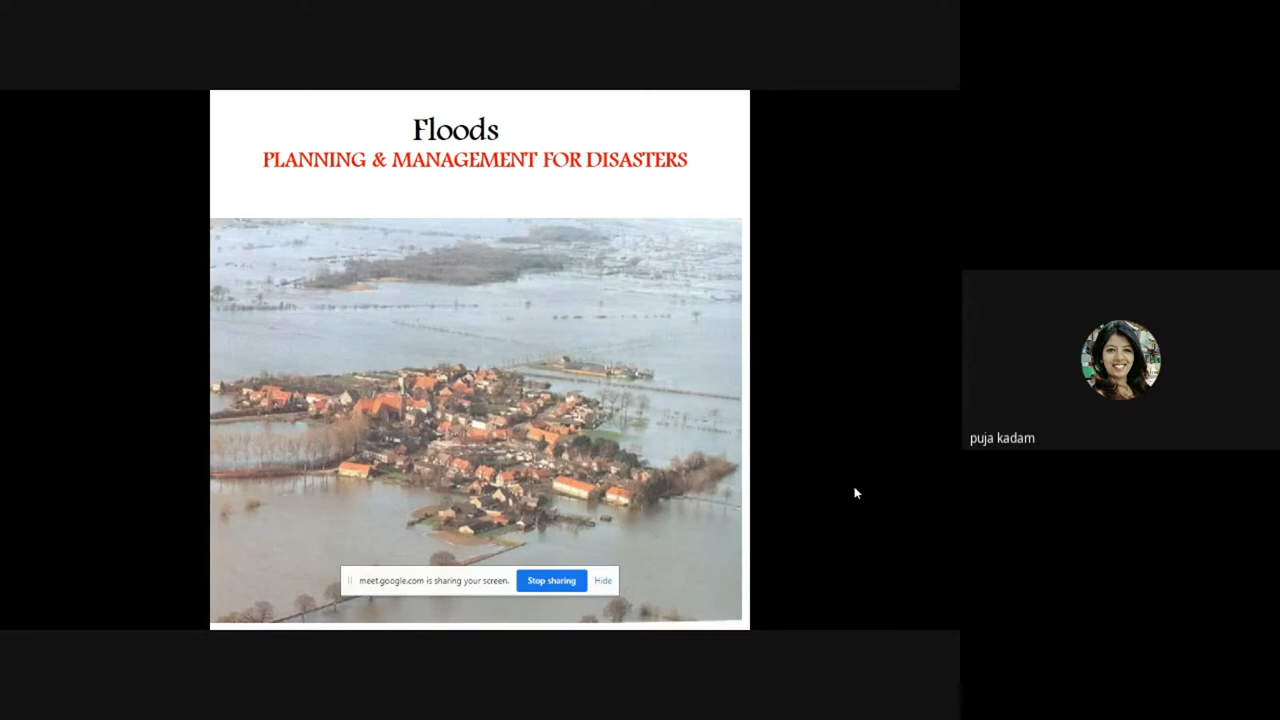 Floods
PLANNING & MANAGEMENT FOR DISASTERS
meet.google.com is sharing your screen.
Stop sharing
Hide
puja kadam